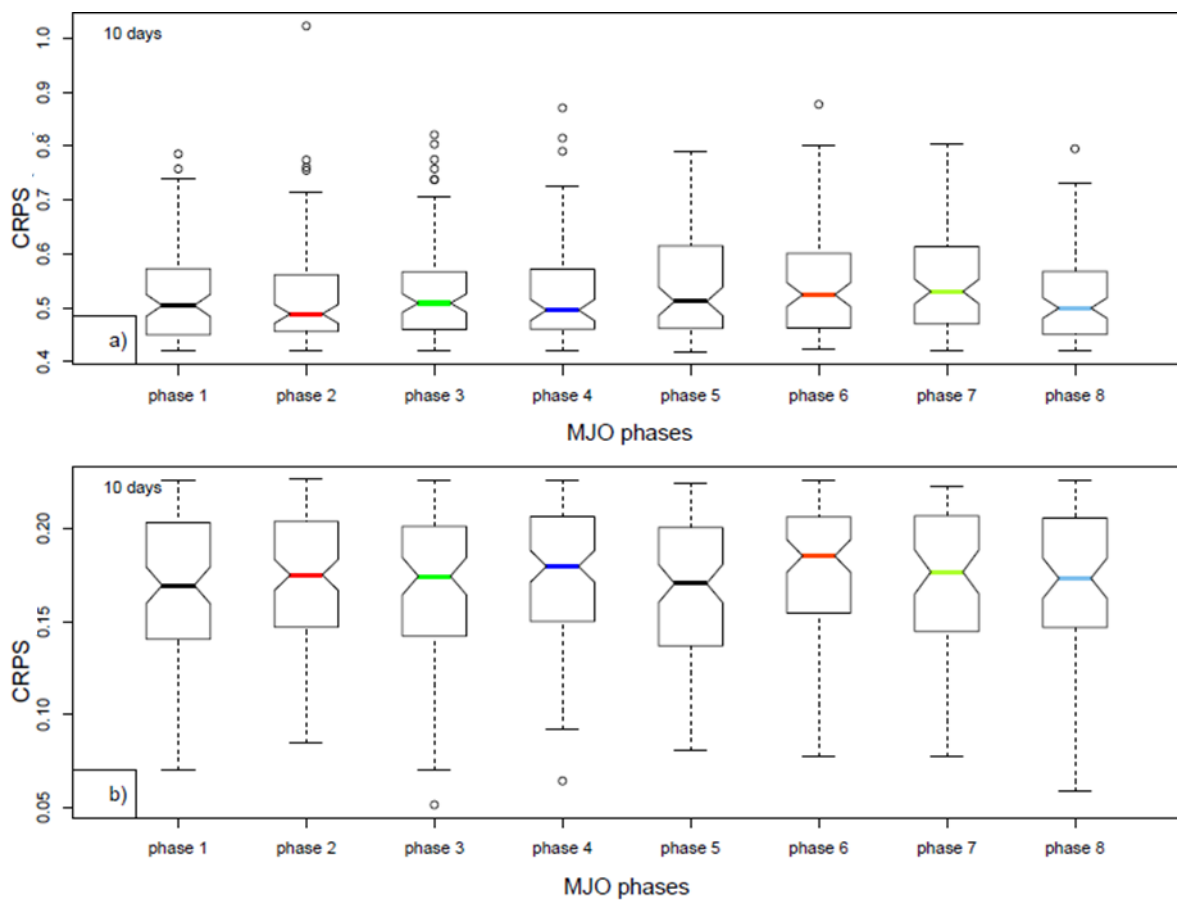 10 days
1.0
0.9
0.8
0.7
0.6
0.5
0.4
CRPS
a)
phase 1 phase 2 phase 3 phase 4 phase 5 phase 6 phase 7 phase 8
MJO phases
10 days
0.20
0.15
0.10
0.05
CRPS
b)
phase 1 phase 2 phase 3 phase 4 phase 5 phase 6 phase 7 phase 8
MJO phases